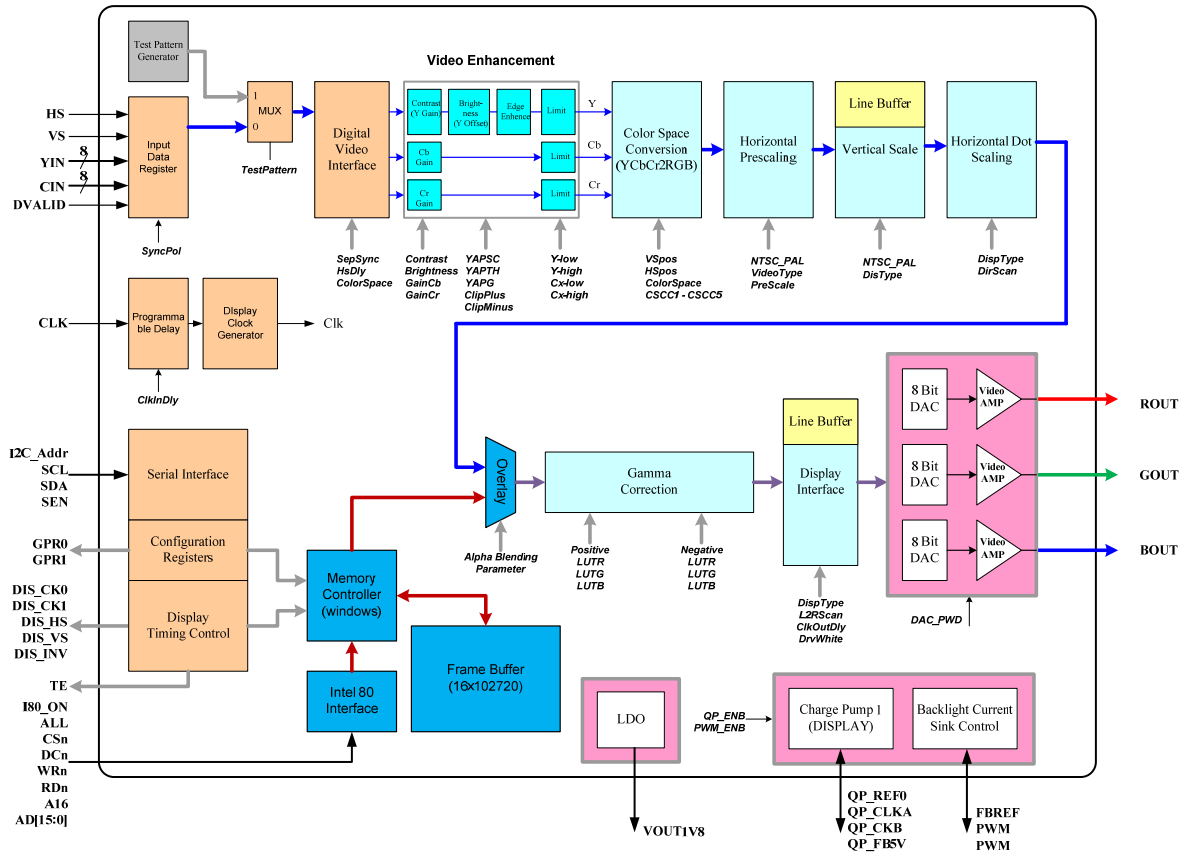 Test Pattern
Generator
Video Enhancement
HS
VS
YIN
8
CIN
8
DVALID
Input
Data
Register
SyncPol
1
MUX
0
TestPattern
Digital
Video
Interface
SepSync
HsDly
ColorSpace
Contrast
(Y Gain)
Bright-
ness
(Y Offset)
Edge
Enhence
Limit
Y
Cb
Gain
Limit
Cb
Cr
Gain
Limit
Cr
Contrast
Brightness
GainCb
GainCr
YAPSC
YAPTH
YAPG
ClipPlus
ClipMinus
Y-low
Y-high
Cx-low
Cx-high
Color Space
Conversion
(YCbCr2RGB)
VSpos
HSpos
ColorSpace
CSCC1 - CSCC5
Horizontal
Prescaling
NTSC_PAL
VideoType
PreScale
Line Buffer
Vertical Scale
NTSC_PAL
DisType
Horizontal Dot
Scaling
DispType
DirScan
CLK
Programma
ble Delay
DIsplay
Clock
Generator
Clk
ClkInDly
I2C_Addr
SCL
SDA
SEN
Serial Interface
GPR0
GPR1
Configuration
Registers
DIS_CK0
DIS_CK1
DIS_HS
DIS_VS
DIS_INV
Display
Timing Control
TE
I80_ON
ALL
CSn
DCn
WRn
RDn
A16
AD[15:0]
Memory
Controller
(windows)
Intel 80
Interface
Frame Buffer
(16x102720)
Overlay
Alpha Blending
Parameter
Gamma
Correction
Positive
LUTR
LUTG
LUTB
Negative
LUTR
LUTG
LUTB
Line Buffer
Display
Interface
DispType
L2RScan
ClkOutDly
DrvWhite
8 Bit
DAC
Video
AMP
ROUT
8 Bit
DAC
Video
AMP
GOUT
8 Bit
DAC
Video
AMP
BOUT
DAC_PWD
LDO
VOUT1V8
QP_ENB
PWM_ENB
Charge Pump 1
(DISPLAY)
Backlight Current
Sink Control
QP_REF0
QP_CLKA
QP_CKB
QP_FB5V
FBREF
PWM
PWM